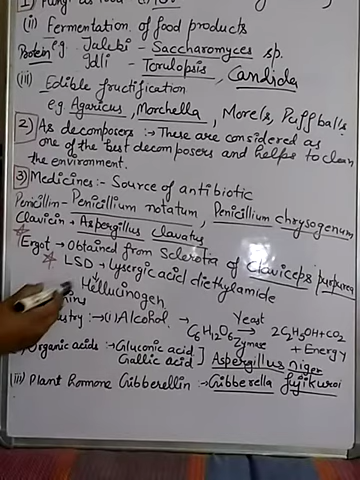 (ii) Fermentation of food products
Protein e.g. Jalebi - Saccharomyces sp.
Idli - Torulopsis, Candida
(iii) Edible fructification
e.g. Agaricus, Morchella, Morels, Puffballs
2) As decomposers :→ These are considered as
one of the best decomposers and helps to clean
the environment.
3) Medicines:- Source of antibiotic
Penicillin - Penicillium notatum, Penicillium chrysogenum
Clavicin → Aspergillus clavatus
Ergot → Obtained from Sclerotia of Claviceps purpurea
LSD → Lysergic acid diethylamide
Hellucinogen
:→(i) Alcohol. → C6H12O6 Yeast → Zymase 2C2H5OH + CO2
+ Energy
Organic acids :→ Gluconic acid
Gallic acid ] Aspergillus niger
(iii) Plant Hormone Gibberellin :→ Gibberella fujikuroi